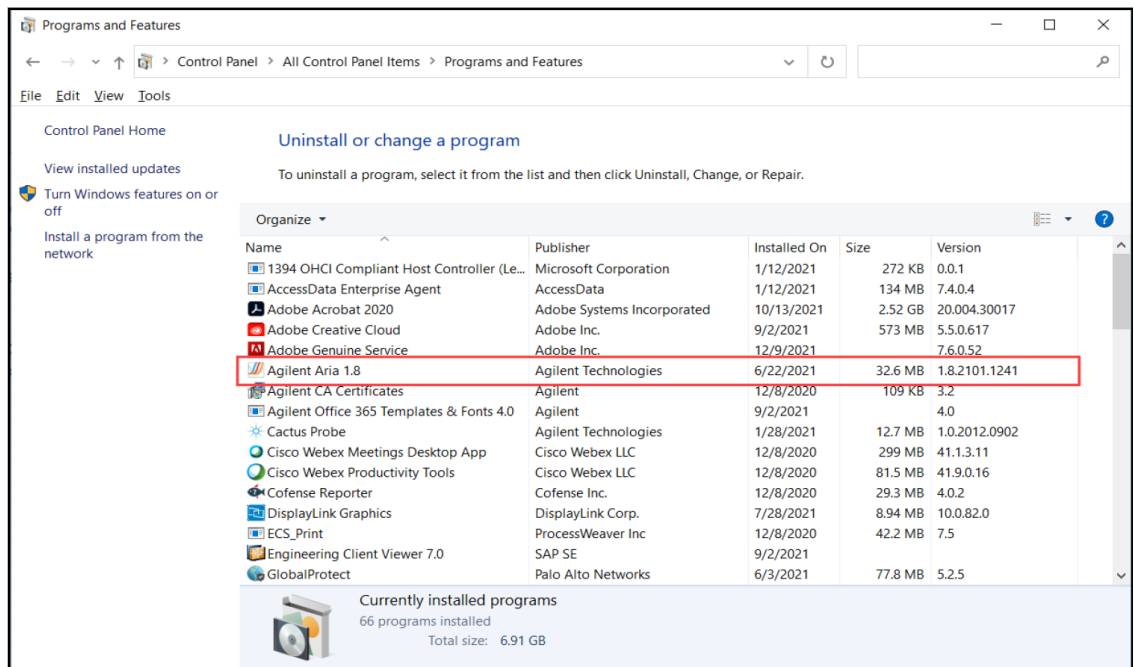 Programs and Features
Control Panel > All Control Panel Items > Programs and Features
File Edit View Tools
Control Panel Home
View installed updates
Turn Windows features on or
off
Install a program from the
network
Uninstall or change a program
To uninstall a program, select it from the list and then click Uninstall, Change, or Repair.
Organize
Name Publisher Installed On Size Version
1394 OHCI Compliant Host Controller (Le... Microsoft Corporation 1/12/2021 272 KB 0.0.1
AccessData Enterprise Agent AccessData 1/12/2021 134 MB 7.4.0.4
Adobe Acrobat 2020 Adobe Systems Incorporated 10/13/2021 2.52 GB 20.004.30017
Adobe Creative Cloud Adobe Inc. 9/2/2021 573 MB 5.5.0.617
Adobe Genuine Service Adobe Inc. 12/9/2021 7.6.0.52
Agilent Aria 1.8 Agilent Technologies 6/22/2021 32.6 MB 1.8.2101.1241
Agilent CA Certificates Agilent 12/8/2020 109 KB 3.2
Agilent Office 365 Templates & Fonts 4.0 Agilent 9/2/2021 4.0
Cactus Probe Agilent Technologies 1/28/2021 12.7 MB 1.0.2012.0902
Cisco Webex Meetings Desktop App Cisco Webex LLC 12/8/2020 299 MB 41.1.3.11
Cisco Webex Productivity Tools Cisco Webex LLC 12/8/2020 81.5 MB 41.9.0.16
Cofense Reporter Cofense Inc. 12/8/2020 29.3 MB 4.0.2
DisplayLink Graphics DisplayLink Corp. 7/28/2021 8.94 MB 10.0.82.0
ECS_Print ProcessWeaver Inc 12/8/2020 42.2 MB 7.5
Engineering Client Viewer 7.0 SAP SE 9/2/2021
GlobalProtect Palo Alto Networks 6/3/2021 77.8 MB 5.2.5
Currently installed programs
66 programs installed
Total size: 6.91 GB